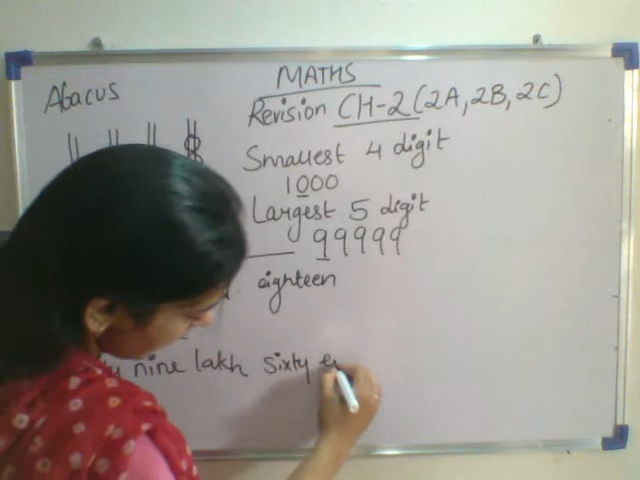 MATHS
Abacus
Revision CH-2 (2A, 2B, 2C)
Smallest 4 digit
1000
Largest 5 digit
99999
eighteen
nine lakh sixty